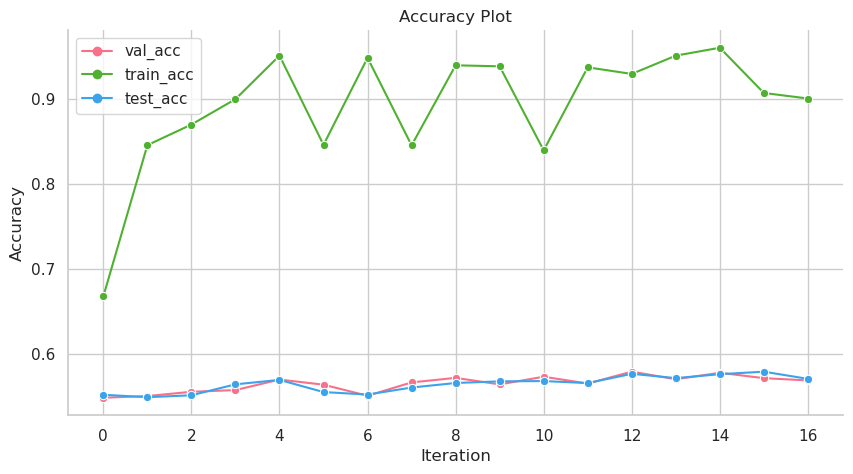 Accuracy Plot
val_acc
train_acc
test_acc
Accuracy
0.9
0.8
0.7
0.6
0 2 4 6 8 10 12 14 16
Iteration